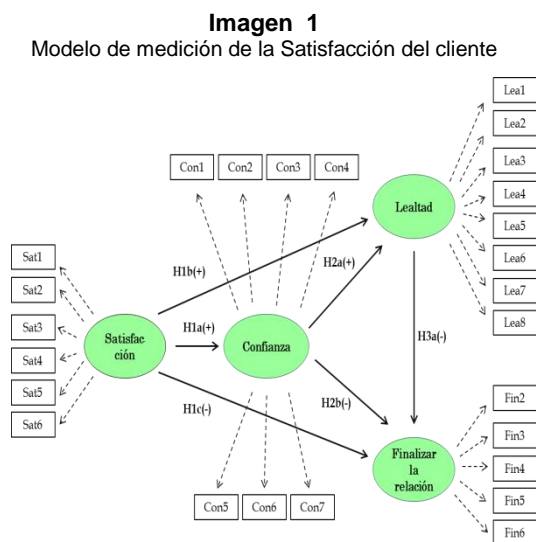 Imagen 1
Modelo de medición de la Satisfacción del cliente
Lea1
Lea2
Lea3
Lea4
Lea5
Lea6
Lea7
Lea8
Con1
Con2
Con3
Con4
Lealtad
H1b(+)
H2a(+)
Sat1
Sat2
Sat3
Sat4
Sat5
Sat6
Satisfac
ción
H1a(+)
Confianza
H3a(-)
H1c(-)
H2b(-)
Finalizar
la
relación
Fin2
Fin3
Fin4
Fin5
Fin6
Con5
Con6
Con7